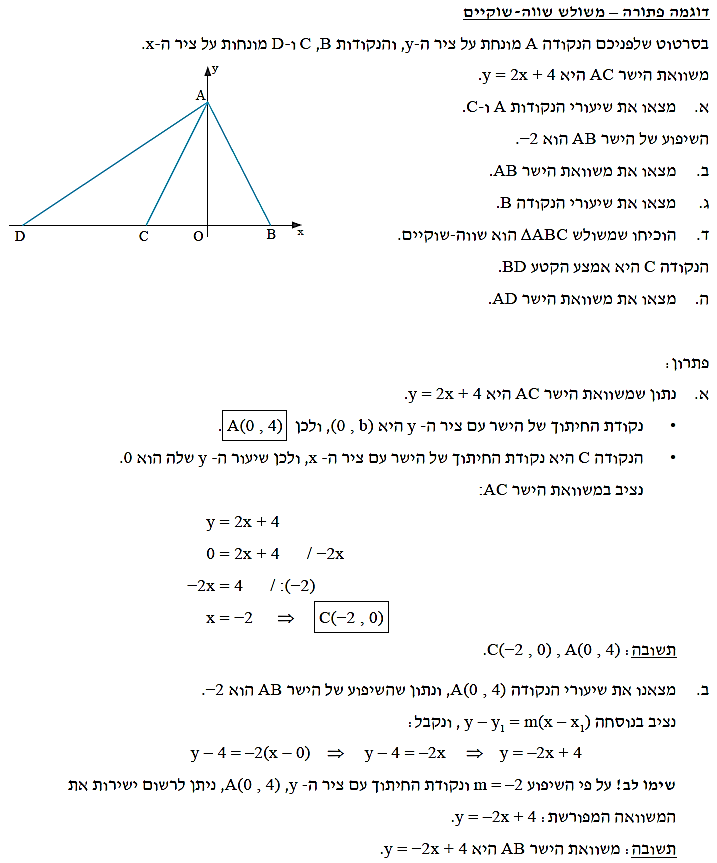 דוגמה פתורה – משולש שווה-שוקיים
בסרטוט שלפניכם הנקודה A מונחת על ציר ה-y, והנקודות B, C ו-D מונחות על ציר ה-x.
משוואת הישר AC היא y = 2x + 4.
א. מצאו את שיעורי הנקודות A ו-C.
השיפוע של הישר AB הוא −2.
ב. מצאו את משוואת הישר AB.
ג. מצאו את שיעורי הנקודה B.
ד. הוכיחו שמשולש ΔABC הוא שווה-שוקיים.
הנקודה C היא אמצע הקטע BD.
ה. מצאו את משוואת הישר AD.
y
A
D C O B x
פתרון:
א. נתון שמשוואת הישר AC היא y = 2x + 4.
• נקודת החיתוך של הישר עם ציר ה- y היא (0 , b), ולכן A(0 , 4).
• הנקודה C היא נקודת החיתוך של הישר עם ציר ה- x, ולכן שיעור ה- y שלה הוא 0.
נציב במשוואת הישר AC:
y = 2x + 4
0 = 2x + 4 / −2x
−2x = 4 / :(−2)
x = −2 ⇒ C(−2 , 0)
תשובה: C(−2 , 0) , A(0 , 4).
ב. מצאנו את שיעורי הנקודה A(0 , 4), ונתון שהשיפוע של הישר AB הוא −2.
נציב בנוסחה y − y₁ = m(x − x₁) , ונקבל:
y − 4 = −2(x − 0) ⇒ y − 4 = −2x ⇒ y = −2x + 4
שימו לב! על פי השיפוע m = −2 ונקודת החיתוך עם ציר ה- y, A(0 , 4), ניתן לרשום ישירות את
המשוואה המפורשת: y = −2x + 4.
תשובה: משוואת הישר AB היא y = −2x + 4.